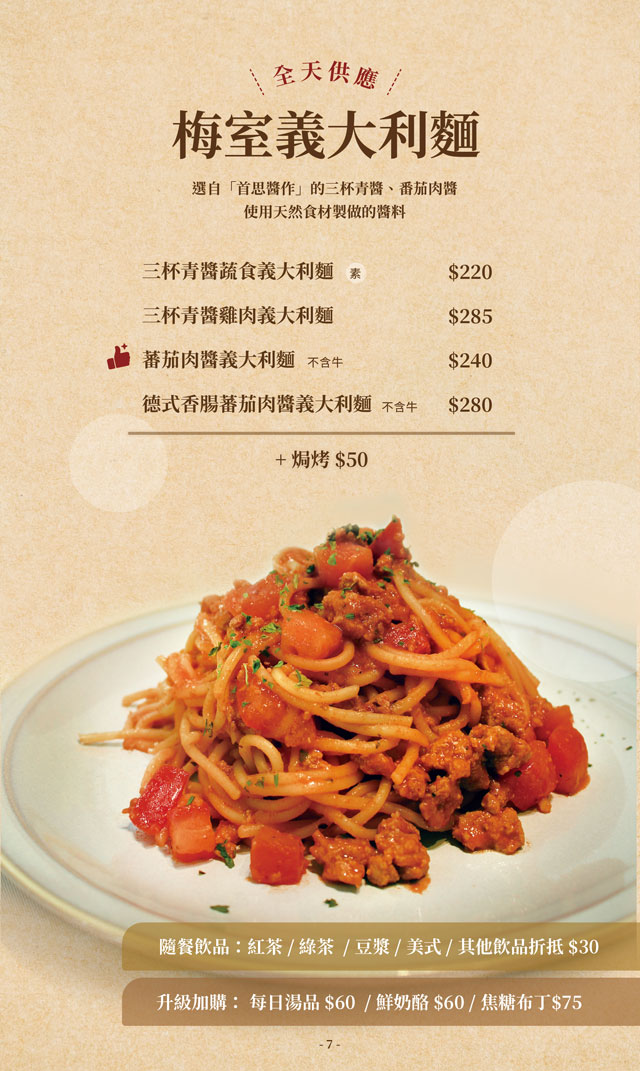 全天供應
梅室義大利麵
選自「首思醬作」的三杯青醬、番茄肉醬
使用天然食材製做的醬料
三杯青醬蔬食義大利麵 素 $220
三杯青醬雞肉義大利麵 $285
蕃茄肉醬義大利麵 不含牛 $240
德式香腸蕃茄肉醬義大利麵 不含牛 $280
+ 焗烤 $50
隨餐飲品：紅茶 / 綠茶 / 豆漿 / 美式 / 其他飲品折抵 $30
升級加購： 每日湯品 $60 / 鮮奶酪 $60 / 焦糖布丁$75
- 7 -